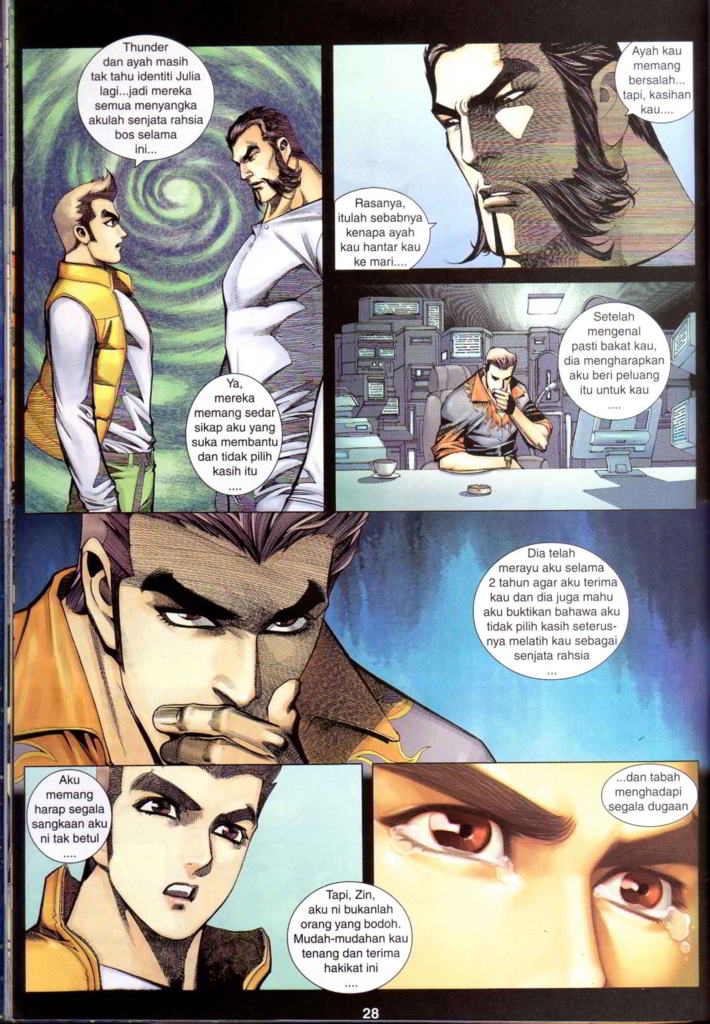 Thunder
dan ayah masih
tak tahu identiti Julia
lagi...jadi mereka
semua menyangka
akulah senjata rahsia
bos selama
ini...
Ya,
mereka
memang sedar
sikap aku yang
suka membantu
dan tidak pilih
kasih itu
....
Ayah kau
memang
bersalah...
tapi, kasihan
kau....
Rasanya,
itulah sebabnya
kenapa ayah
kau hantar kau
ke mari....
Setelah
mengenal
pasti bakat kau,
dia mengharapkan
aku beri peluang
itu untuk kau
....
Dia telah
merayu aku selama
2 tahun agar aku terima
kau dan dia juga mahu
aku buktikan bahawa aku
tidak pilih kasih seterus-
nya melatih kau sebagai
senjata rahsia
...
Aku
memang
harap segala
sangkaan aku
ni tak betul
....
Tapi, Zin,
aku ni bukanlah
orang yang bodoh.
Mudah-mudahan kau
tenang dan terima
hakikat ini
....
...dan tabah
menghadapi
segala dugaan
28